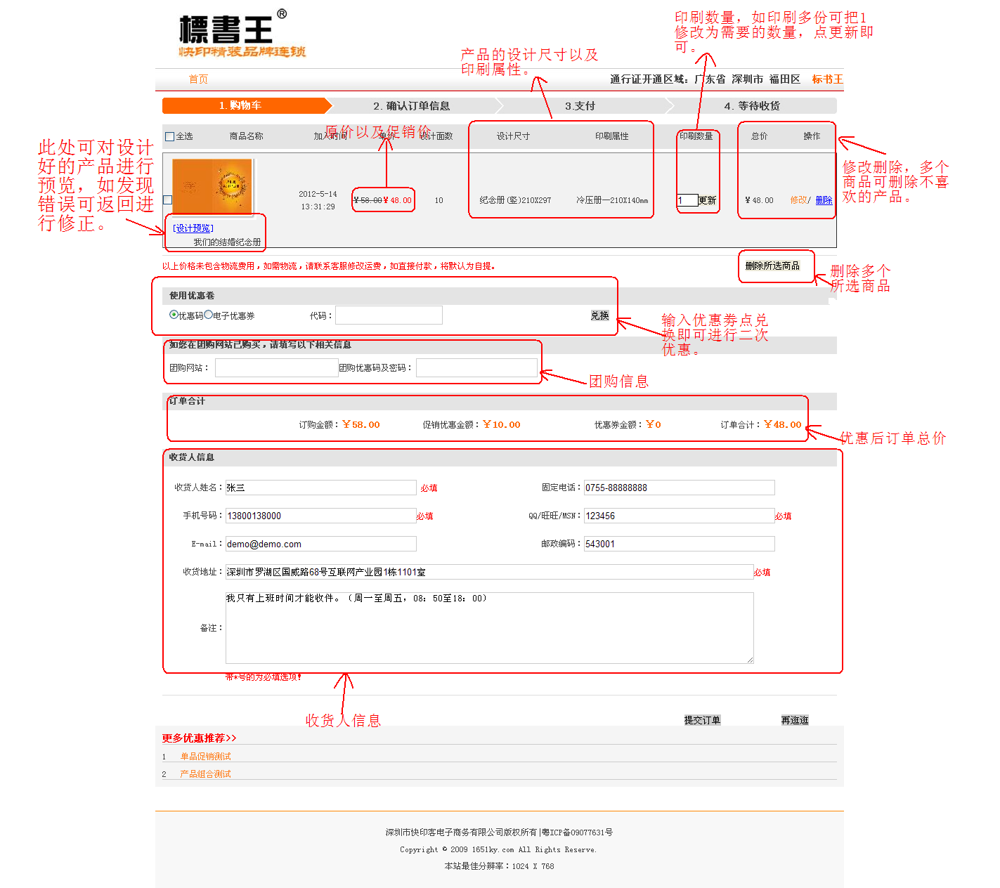 標書王®
快印精装品牌连锁
印刷数量，如印刷多份可把1
修改为需要的数量，点更新即
可。
产品的设计尺寸以及
印刷属性。
首页
通行证开通区域：广东省 深圳市 福田区 标书王
1.购物车 2.确认订单信息 3.支付 4.等待收货
原价以及促销价
全选 商品名称 加入时间 单价 设计面数 设计尺寸 印刷属性 印刷数量 总价 操作
此处可对设计
好的产品进行
预览，如发现
错误可返回进
行修正。
修改删除，多个
商品可删除不喜
欢的产品。
2012-5-14
13:31:29
￥58.00￥48.00 10 纪念册(竖)210X297 冷压册—210X140mm 1 更新 ￥48.00 修改/ 删除
[设计预览]
我们的结婚纪念册
以上价格未包含物流费用，如需物流，请联系客服修改运费，如直接付款，将默认为自提。
删除所选商品
删除多个
所选商品
使用优惠卷
优惠码 电子优惠券 代码： 兑换
输入优惠劵点兑
换即可进行二次
优惠。
如您在团购网站已购买，请填写以下相关信息
团购网站： 团购优惠码及密码：
团购信息
订单合计
订购金额：￥58.00 促销优惠金额：￥10.00 优惠券金额：￥0 订单合计：￥48.00
优惠后订单总价
收货人信息
收货人姓名：张三 必填 固定电话：0755-88888888
手机号码：13800138000 必填 QQ/旺旺/MSN：123456 必填
E-mail：demo@demo.com 邮政编码：543001
收货地址：深圳市罗湖区国威路68号互联网产业园1栋1101室 必填
我只有上班时间才能收件。（周一至周五，08：50至18：00）
备注：
带*号的为必填选项！
收货人信息
提交订单 再逛逛
更多优惠推荐>>
1 单品促销测试
2 产品组合测试
深圳市快印客电子商务有限公司版权所有|粤ICP备09077631号
Copyright © 2009 165lky.com All Rights Reserve.
本站最佳分辨率：1024 X 768